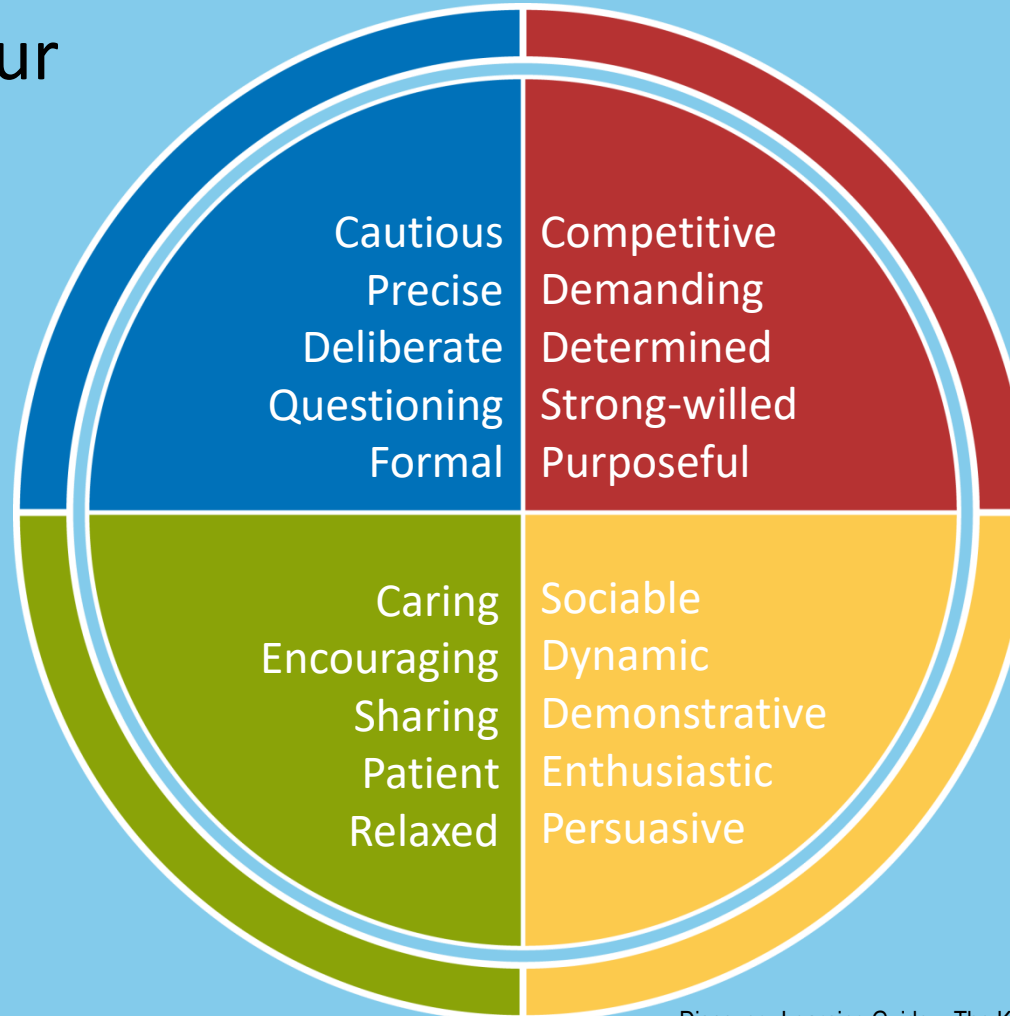 ur
Cautious
Precise
Deliberate
Questioning
Formal
Competitive
Demanding
Determined
Strong-willed
Purposeful
Caring
Encouraging
Sharing
Patient
Relaxed
Sociable
Dynamic
Demonstrative
Enthusiastic
Persuasive